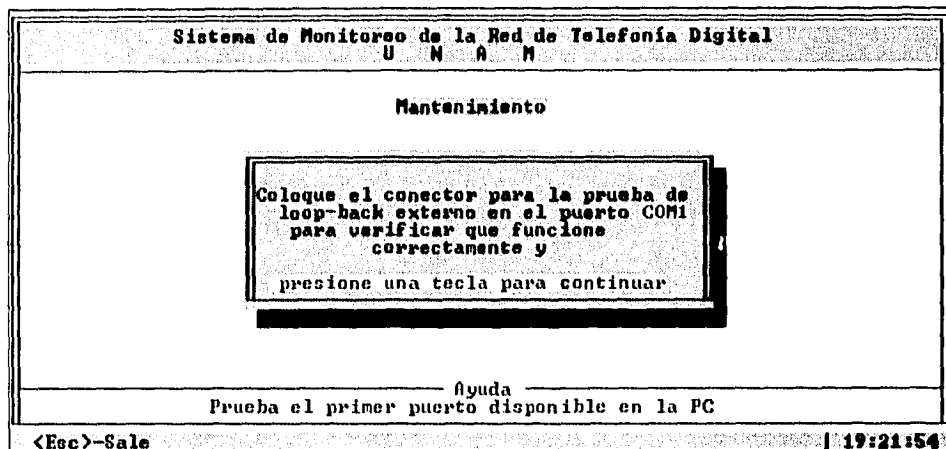 Sistema de Monitoreo de la Red de Telefonía Digital
U N A M
Mantenimiento
Coloque el conector para la prueba de
loop-back externo en el puerto COM1
para verificar que funcione
correctamente y
presione una tecla para continuar
Ayuda
Prueba el primer puerto disponible en la PC
<Esc>-Sale | 19:21:54